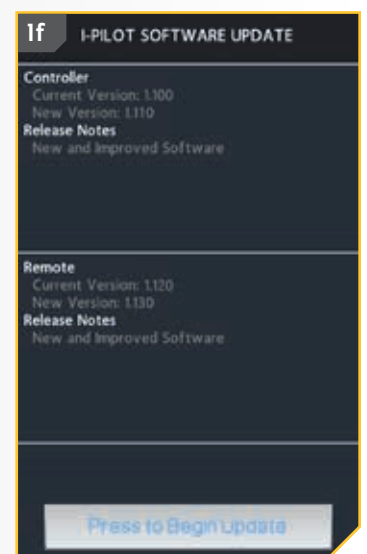 1f
I-PILOT SOFTWARE UPDATE
Controller
Current Version: 1.100
New Version: 1.110
Release Notes
New and Improved Software
Remote
Current Version: 1.120
New Version: 1.130
Release Notes
New and Improved Software
Press to Begin Update